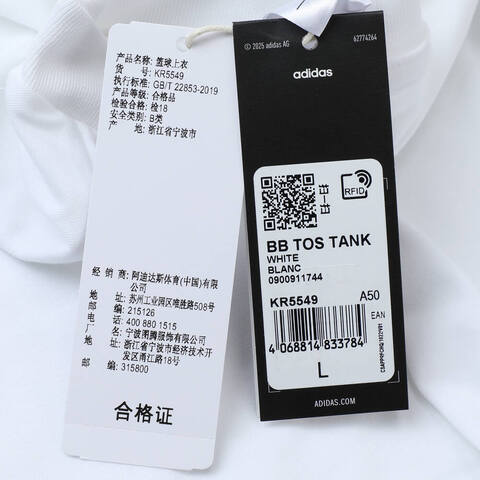 产品名称: 篮球上衣
货 号: KR5549
执行标准: GB/T 22853-2019
产品等级: 合格品
检验合格: 检18
安全类别: B类
产 地: 浙江省宁波市
经 销 商: 阿迪达斯体育(中国)有限
公司
地 址: 苏州工业园区唯胜路508号
邮 编: 215126
电 话: 400 880 1515
厂 名: 宁波图腾服饰有限公司
地 址: 浙江省宁波市经济技术开
发区甬江路18号
邮 编: 315800
合格证
© 2025 adidas AG
62774264
adidas
RFID
BB TOS TANK
WHITE
BLANC
0900911744
KR5549 A50
EAN
4 068814 833784
L
ADIDAS.COM